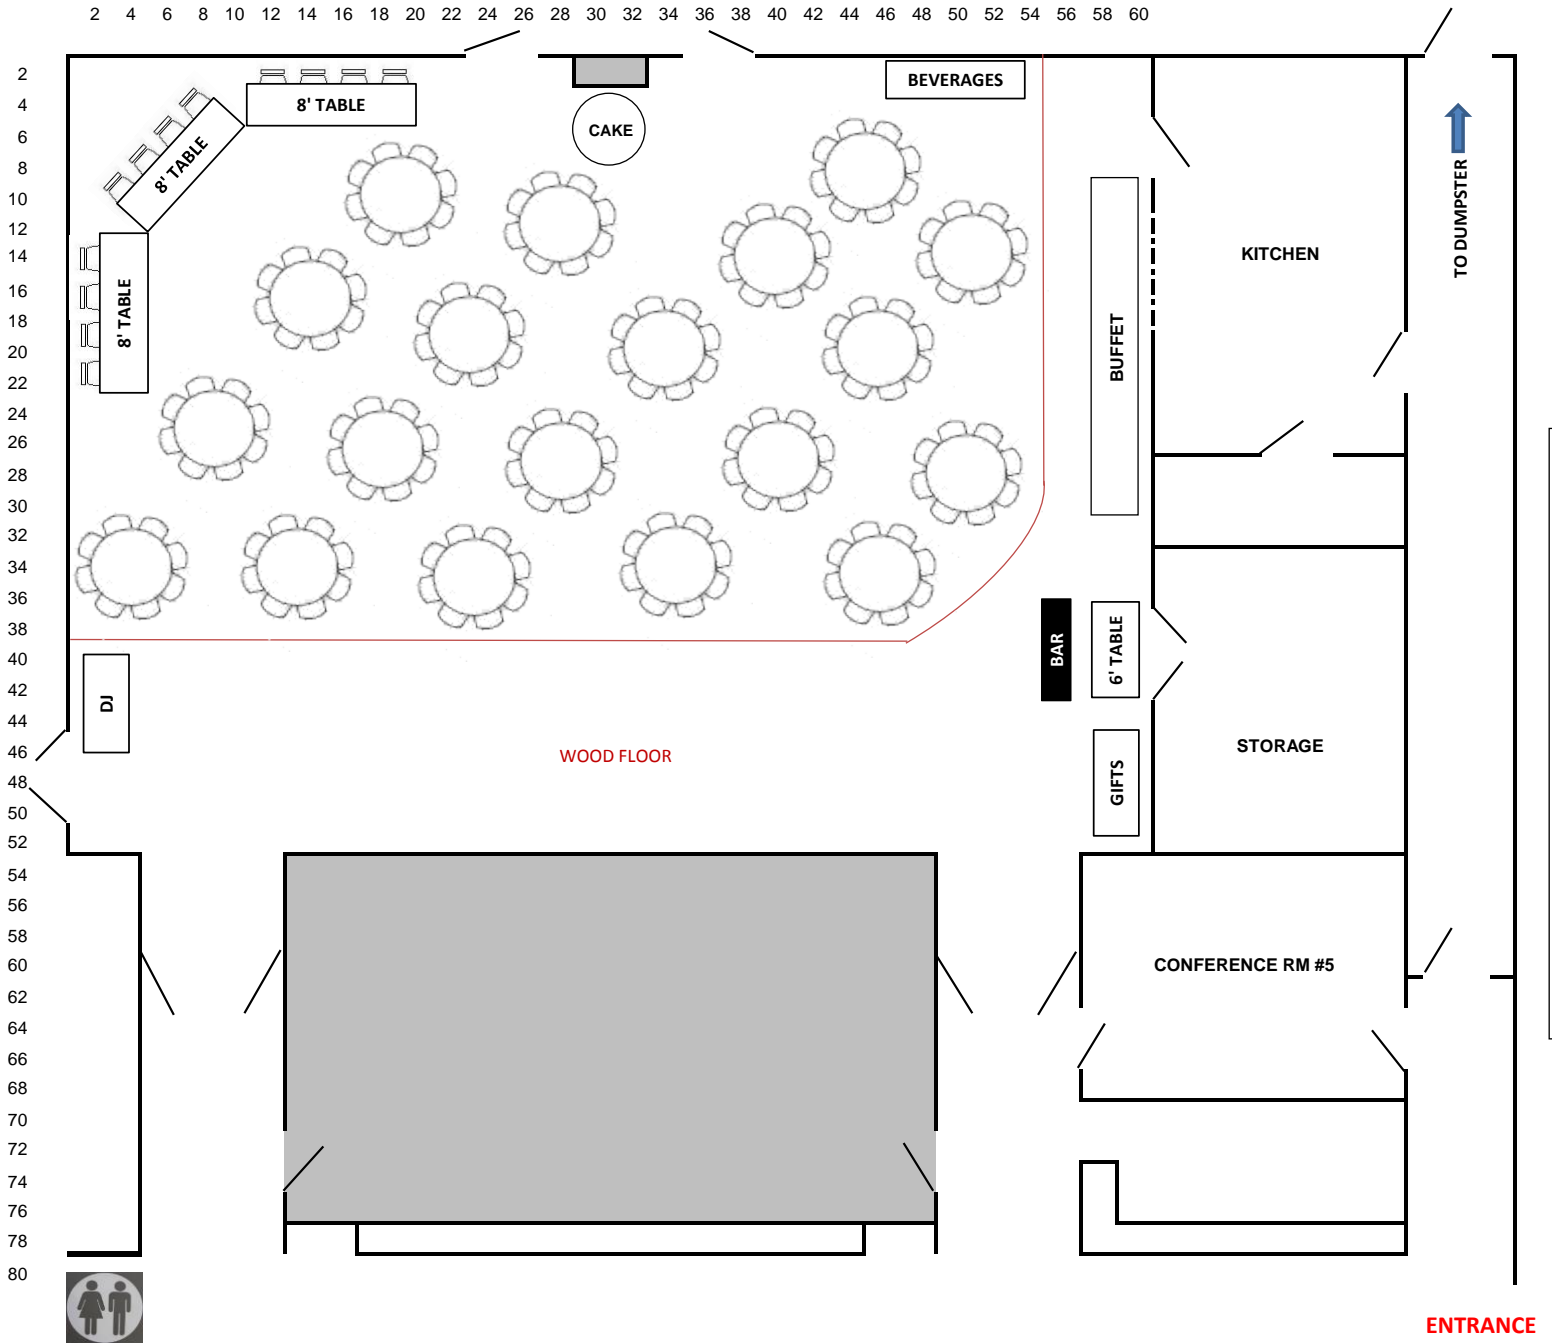 2 4 6 8 10 12 14 16 18 20 22 24 26 28 30 32 34 36 38 40 42 44 46 48 50 52 54 56 58 60
2
4
6
8
10
12
14
16
18
20
22
24
26
28
30
32
34
36
38
40
42
44
46
48
50
52
54
56
58
60
62
64
66
68
70
72
74
76
78
80
8' TABLE
8' TABLE
8' TABLE
CAKE
BEVERAGES
BUFFET
KITCHEN
TO DUMPSTER
BAR
6' TABLE
DJ
WOOD FLOOR
GIFTS
STORAGE
CONFERENCE RM #5
ENTRANCE